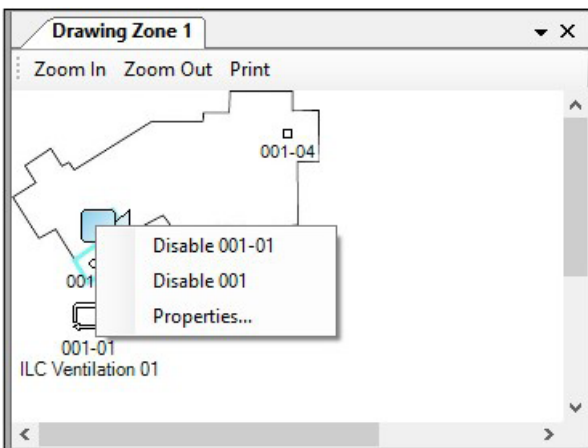 Drawing Zone 1
Zoom In Zoom Out Print
001-04
Disable 001-01
001
Disable 001
Properties...
001-01
ILC Ventilation 01